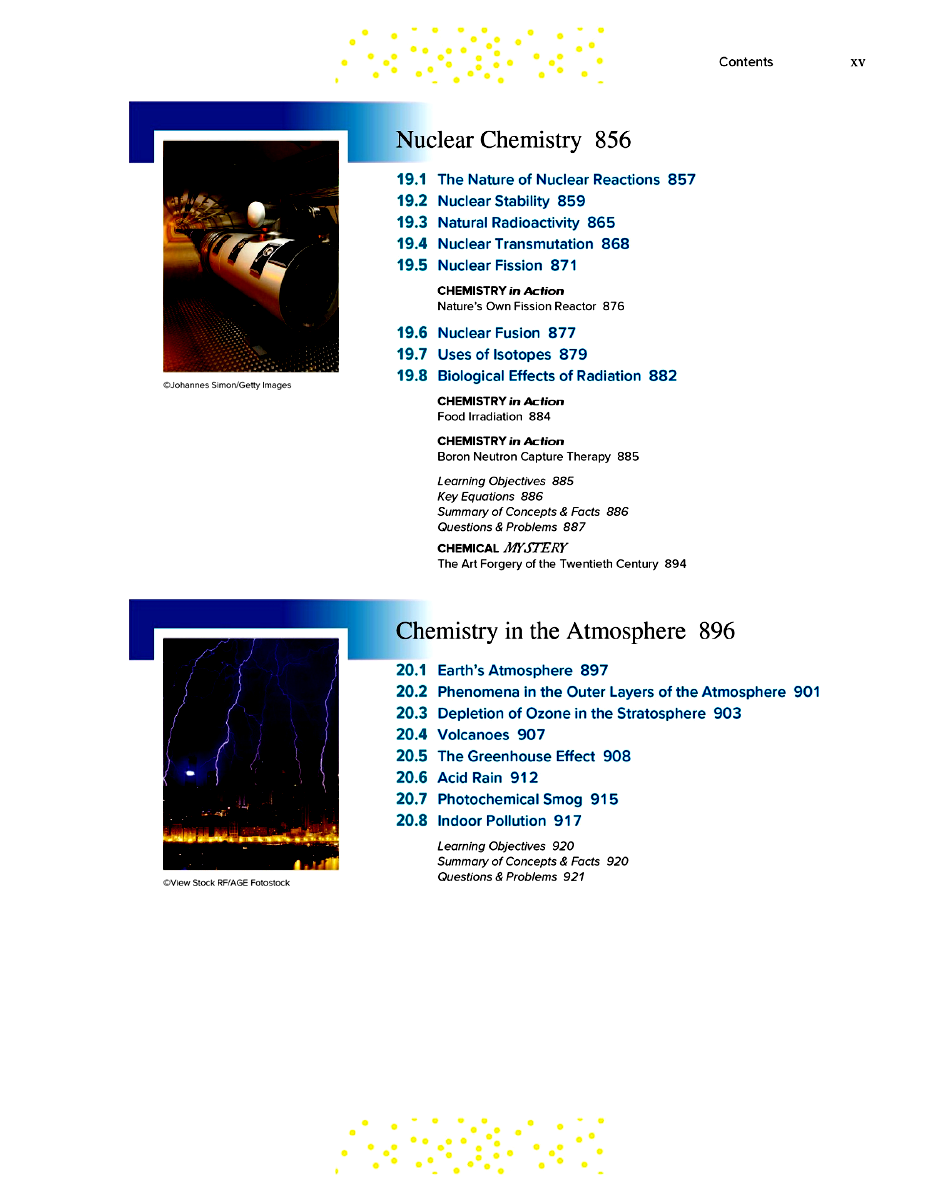 Contents xv
Nuclear Chemistry 856
19.1 The Nature of Nuclear Reactions 857
19.2 Nuclear Stability 859
19.3 Natural Radioactivity 865
19.4 Nuclear Transmutation 868
19.5 Nuclear Fission 871
CHEMISTRY in Action
Nature's Own Fission Reactor 876
19.6 Nuclear Fusion 877
19.7 Uses of Isotopes 879
19.8 Biological Effects of Radiation 882
©Johannes Simon/Getty Images
CHEMISTRY in Action
Food Irradiation 884
CHEMISTRY in Action
Boron Neutron Capture Therapy 885
Learning Objectives 885
Key Equations 886
Summary of Concepts & Facts 886
Questions & Problems 887
CHEMICAL MYSTERY
The Art Forgery of the Twentieth Century 894
Chemistry in the Atmosphere 896
20.1 Earth's Atmosphere 897
20.2 Phenomena in the Outer Layers of the Atmosphere 901
20.3 Depletion of Ozone in the Stratosphere 903
20.4 Volcanoes 907
20.5 The Greenhouse Effect 908
20.6 Acid Rain 912
20.7 Photochemical Smog 915
20.8 Indoor Pollution 917
Learning Objectives 920
Summary of Concepts & Facts 920
Questions & Problems 921
©View Stock RF/AGE Fotostock